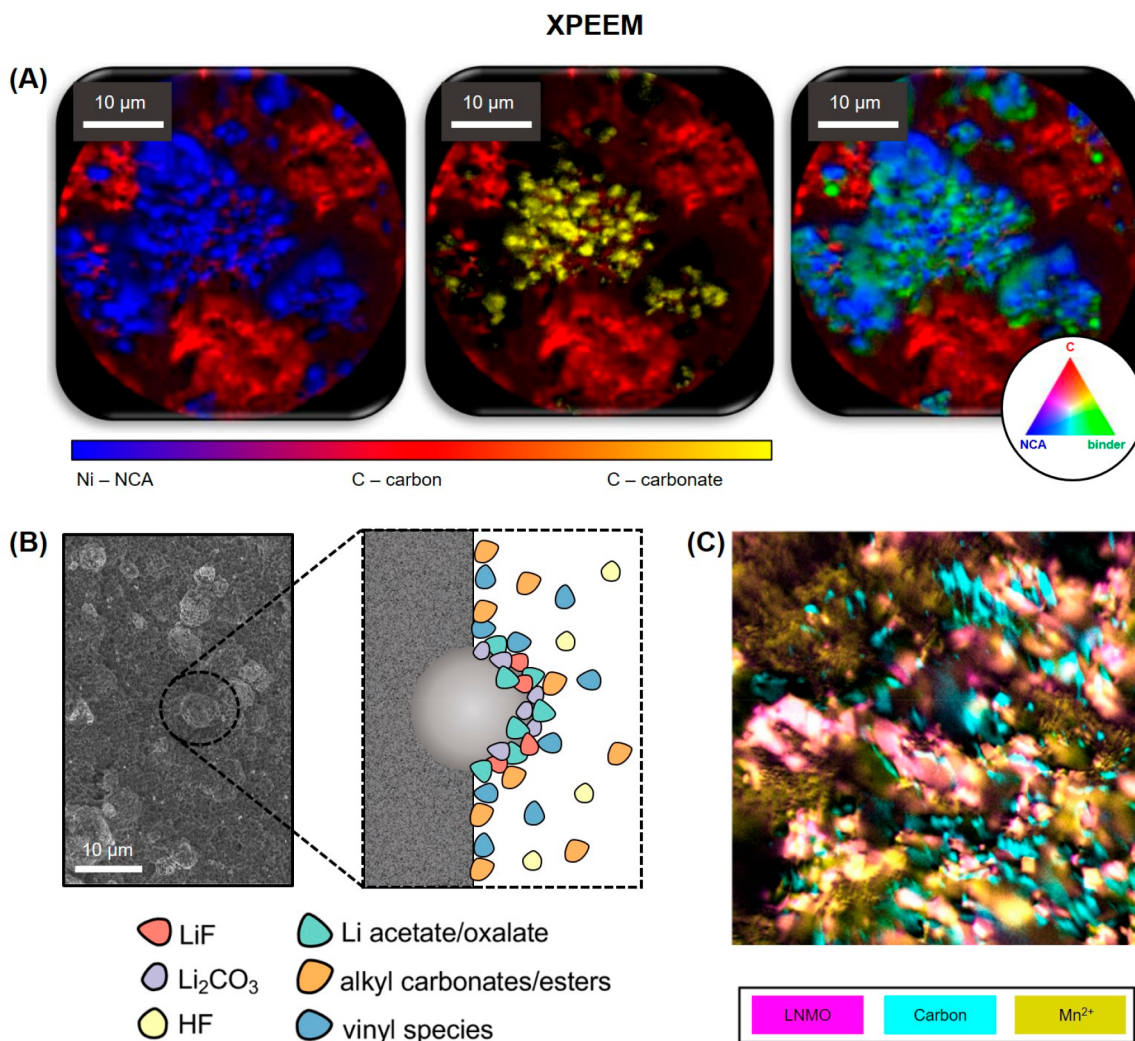 XPEEM
(A)
10 µm
10 µm
10 µm
C
NCA
binder
Ni – NCA
C – carbon
C – carbonate
(B)
(C)
10 µm
LiF
Li acetate/oxalate
Li₂CO₃
alkyl carbonates/esters
HF
vinyl species
LNMO
Carbon
Mn²⁺